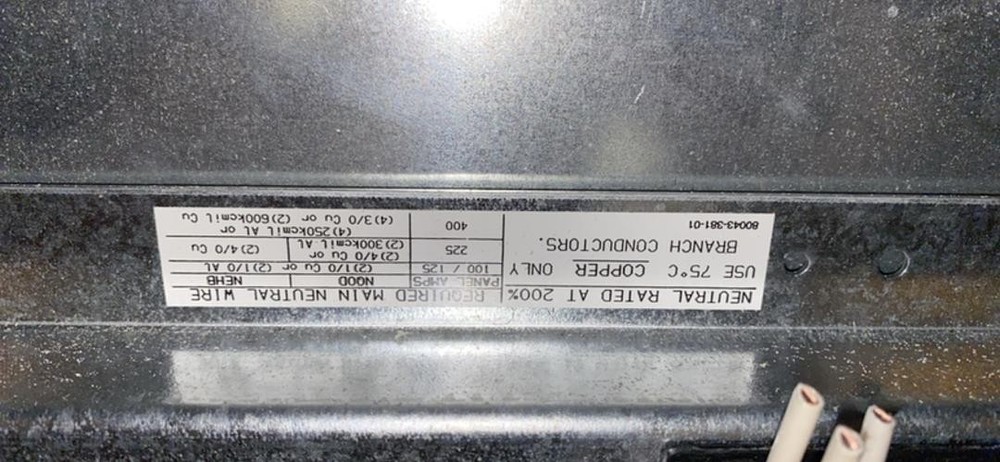 NEUTRAL RATED AT 200%
USE 75°C COPPER ONLY
BRANCH CONDUCTORS.
80043-381-01
REQUIRED MAIN NEUTRAL WIRE
PANEL AMPS NQOD NEHB
100 / 125 (2)1/0 Cu or (2)1/0 AL
225 (2)4/0 Cu or (2)300kcmil AL (2)4/0 Cu
400 (4)250kcmil AL or (4)3/0 Cu or (2)600kcmil Cu